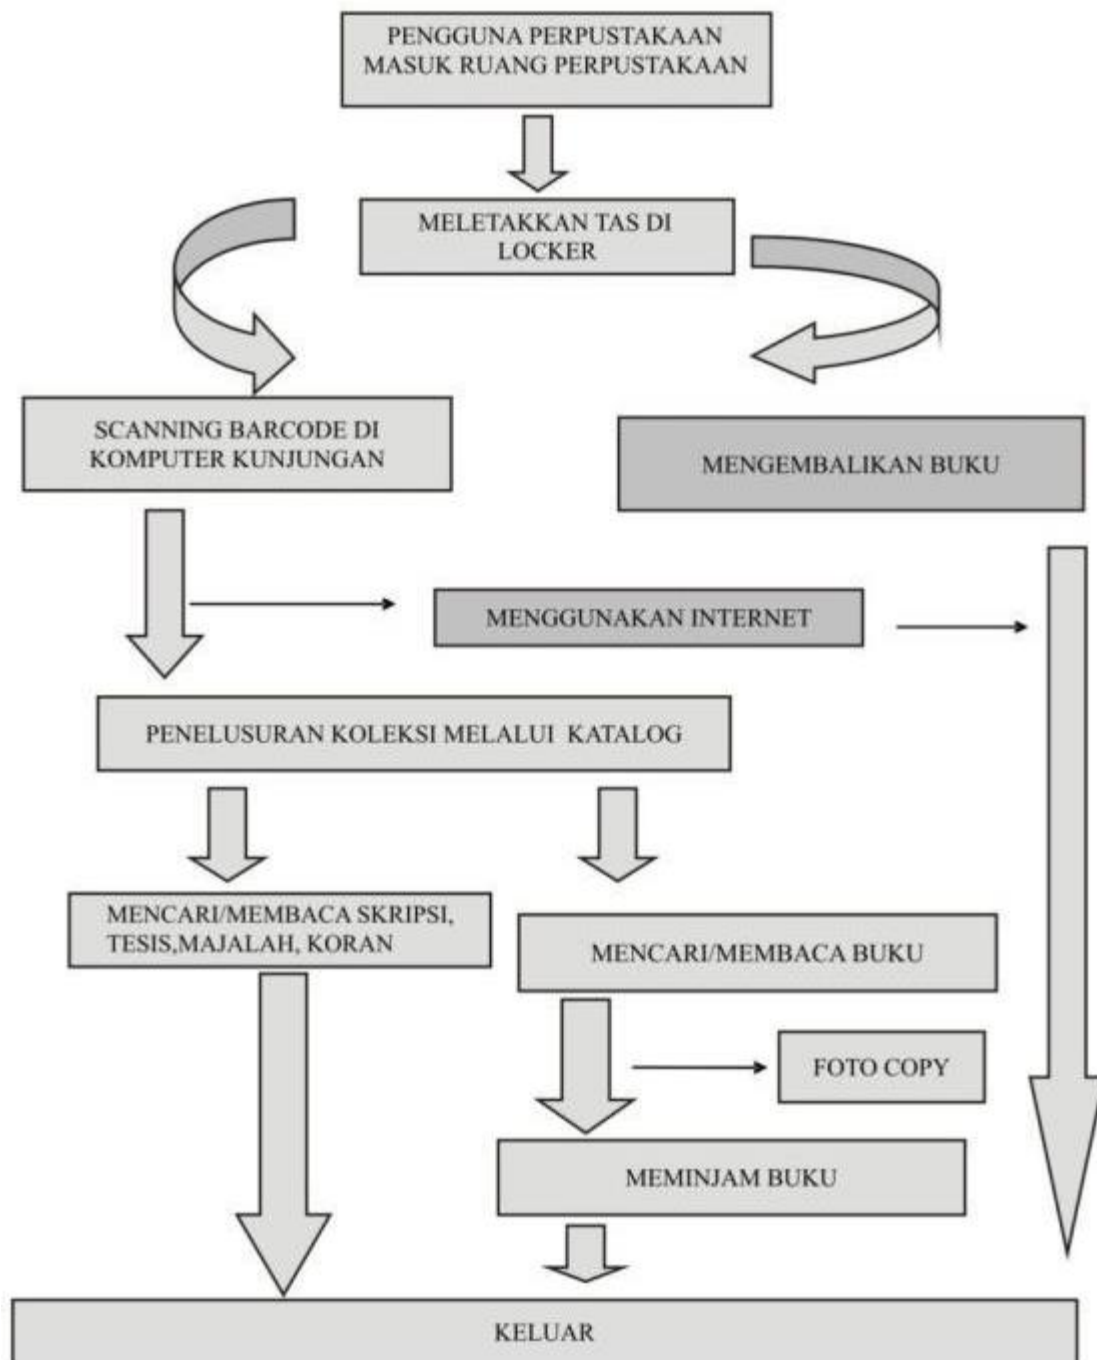 PENGGUNA PERPUSTAKAAN
MASUK RUANG PERPUSTAKAAN
MELETAKKAN TAS DI
LOCKER
SCANNING BARCODE DI
KOMPUTER KUNJUNGAN
MENGEMBALIKAN BUKU
MENGGUNAKAN INTERNET
PENELUSURAN KOLEKSI MELALUI KATALOG
MENCARI/MEMBACA SKRIPSI,
TESIS,MAJALAH, KORAN
MENCARI/MEMBACA BUKU
FOTO COPY
MEMINJAM BUKU
KELUAR